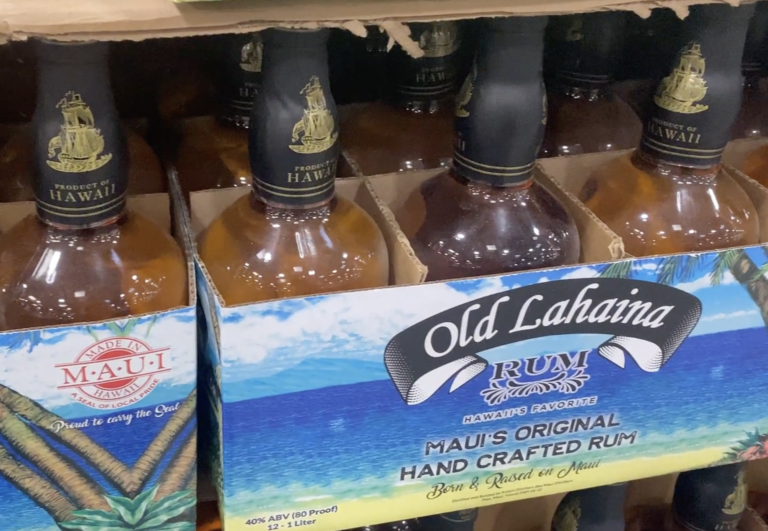 PRODUCT OF
HAWAII
HAWAII
PRODUCT OF
HAWAII
HAWAII
PRODUCT OF
HAWAII
MADE IN
M·A·U·I
HAWAII
A SEAL OF LOCAL PRIDE
Proud to carry the Seal
Old Lahaina
RUM
HAWAII'S FAVORITE
MAUI'S ORIGINAL
HAND CRAFTED RUM
Born & Raised on Maui
40% ABV (80 Proof)
12 - 1 Liter